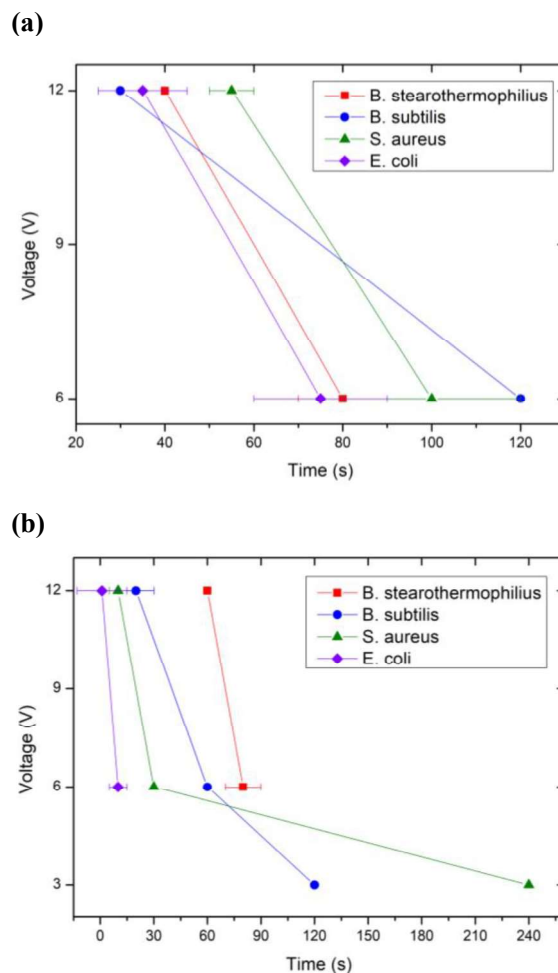 (a)
12
9
6
Voltage (V)
B. stearothermophilius
B. subtilis
S. aureus
E. coli
20 40 60 80 100 120
Time (s)
(b)
12
9
6
3
Voltage (V)
B. stearothermophilius
B. subtilis
S. aureus
E. coli
0 30 60 90 120 150 180 210 240
Time (s)